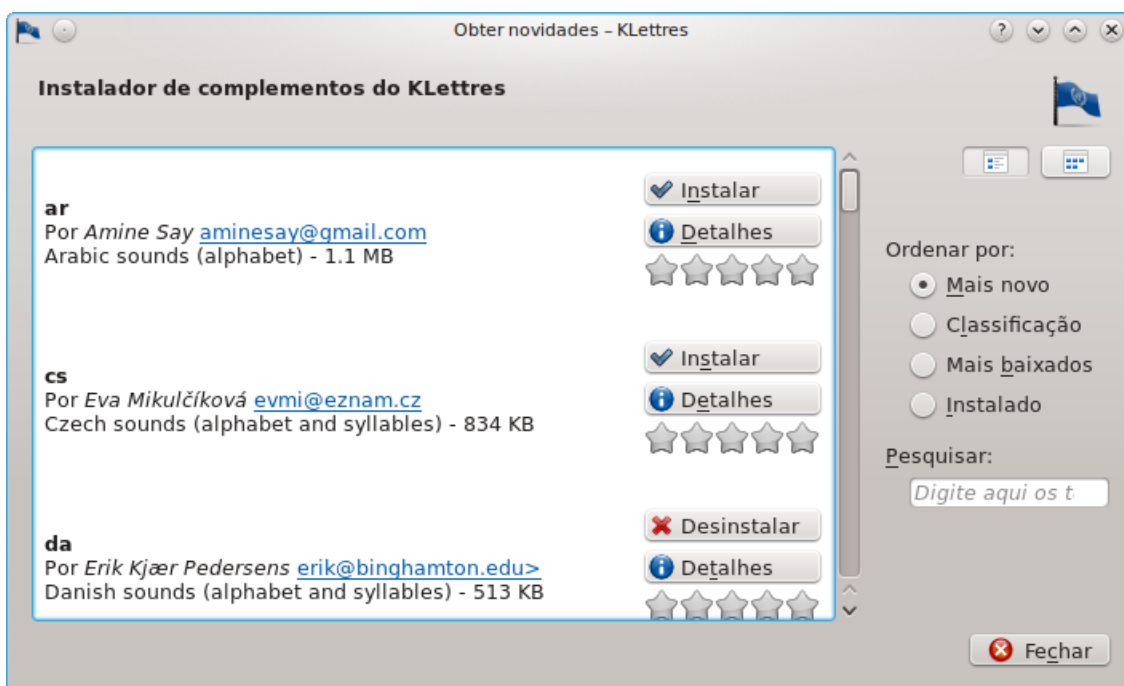 Obter novidades – KLettres
Instalador de complementos do KLettres
ar
Por Amine Say aminesay@gmail.com
Arabic sounds (alphabet) - 1.1 MB
Instalar
Detalhes
cs
Por Eva Mikulčíková evmi@eznam.cz
Czech sounds (alphabet and syllables) - 834 KB
Instalar
Detalhes
da
Por Erik Kjær Pedersens erik@binghamton.edu>
Danish sounds (alphabet and syllables) - 513 KB
Desinstalar
Detalhes
Ordenar por:
Mais novo
Classificação
Mais baixados
Instalado
Pesquisar:
Digite aqui os t
Fechar